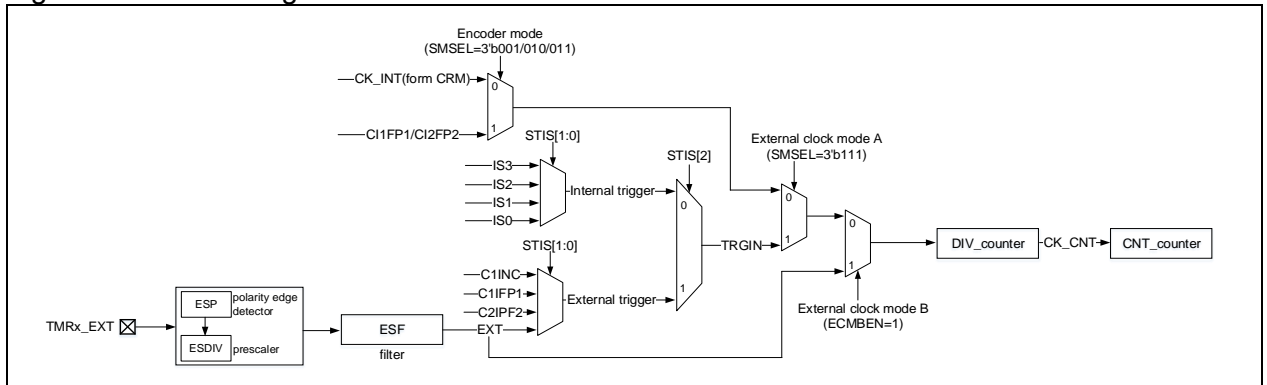 Encoder mode
(SMSEL=3'b001/010/011)
CK_INT(form CRM)
0
CI1FP1/CI2FP2
1
STIS[1:0]
External clock mode A
(SMSEL=3'b111)
STIS[2]
IS3
IS2
IS1
IS0
Internal trigger
0
0
1
0
DIV_counter
CK_CNT
CNT_counter
TRGIN
STIS[1:0]
C1INC
C1IFP1
C2IPF2
EXT
External trigger
1
1
External clock mode B
(ECMBEN=1)
TMRx_EXT
ESP
polarity edge
detector
ESDIV
prescaler
ESF
filter